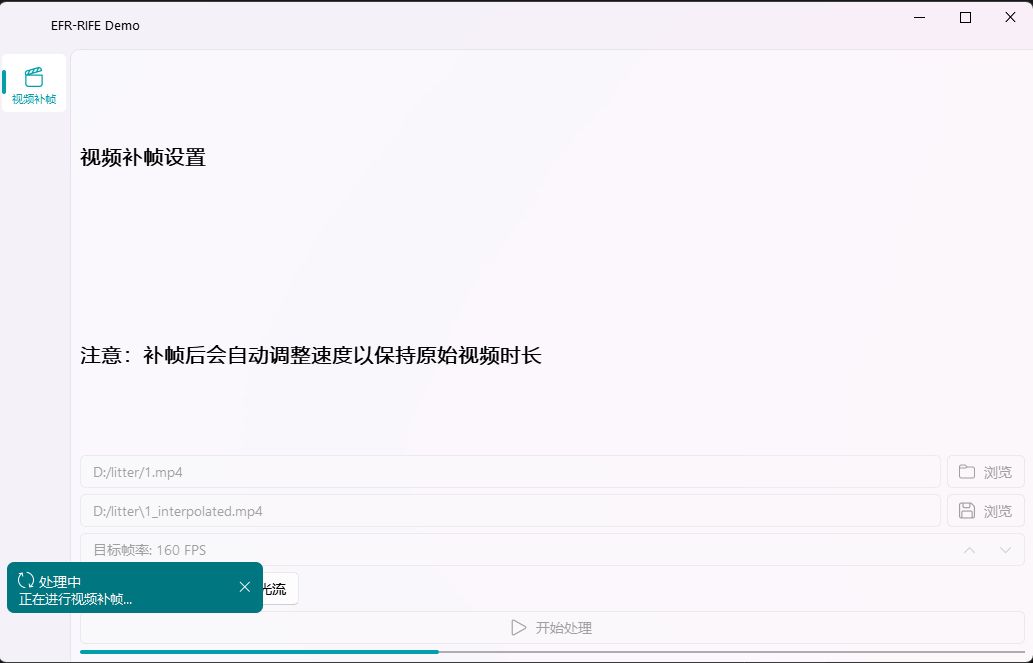 EFR-RIFE Demo
视频补帧
视频补帧设置
注意：补帧后会自动调整速度以保持原始视频时长
D:/litter/1.mp4
浏览
D:/litter\1_interpolated.mp4
浏览
目标帧率: 160 FPS
处理中
正在进行视频补帧...
光流
开始处理